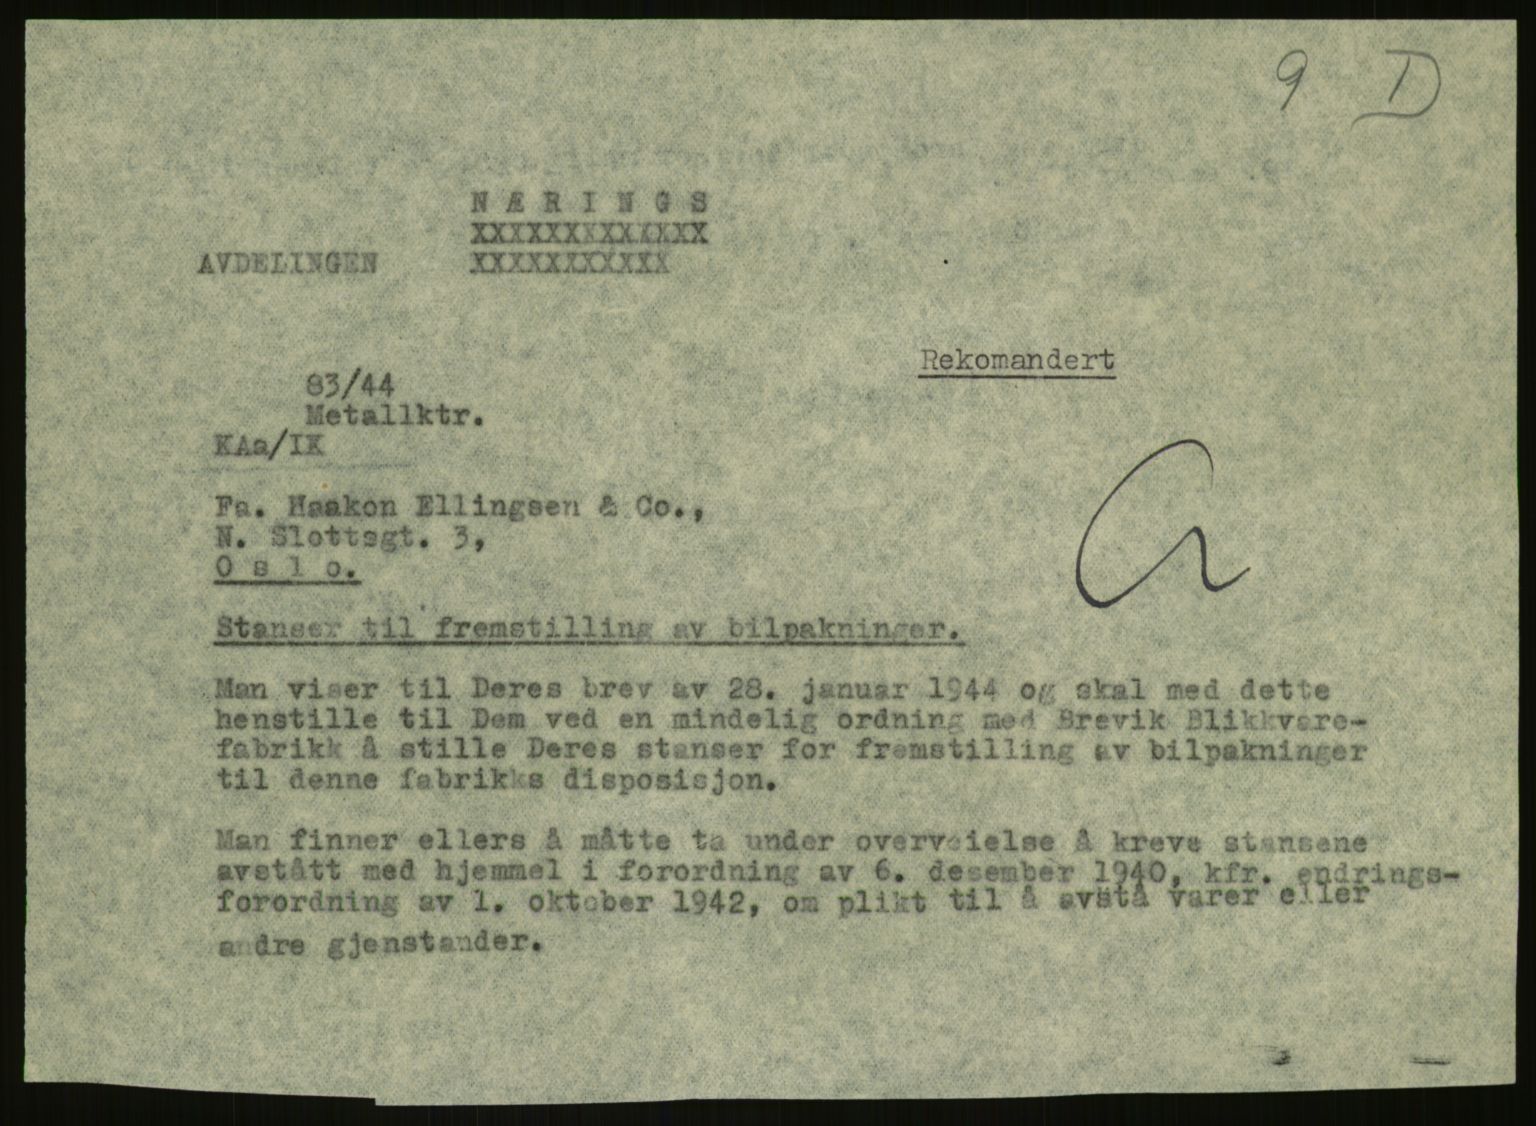 9 D
N Æ R I N G S
XXXXXXXXXXXXX
AVDELINGEN XXXXXXXXXXX
Rekomandert
83/44
Metallktr.
KAa/IK
Fa. Haakon Ellingsen & Co.,
N. Slottsgt. 3,
O s l o.
Stanser til fremstilling av bilpakninger.
Man viser til Deres brev av 28. januar 1944 og skal med dette
henstille til Dem ved en mindelig ordning med Brevik Blikkvare-
fabrikk å stille Deres stanser for fremstilling av bilpakninger
til denne fabrikks disposisjon.
Man finner ellers å måtte ta under overveielse å kreve stansene
avstått med hjemmel i forordning av 6. desember 1940, kfr. endrings-
forordning av 1. oktober 1942, om plikt til å avstå varer eller
andre gjenstander.